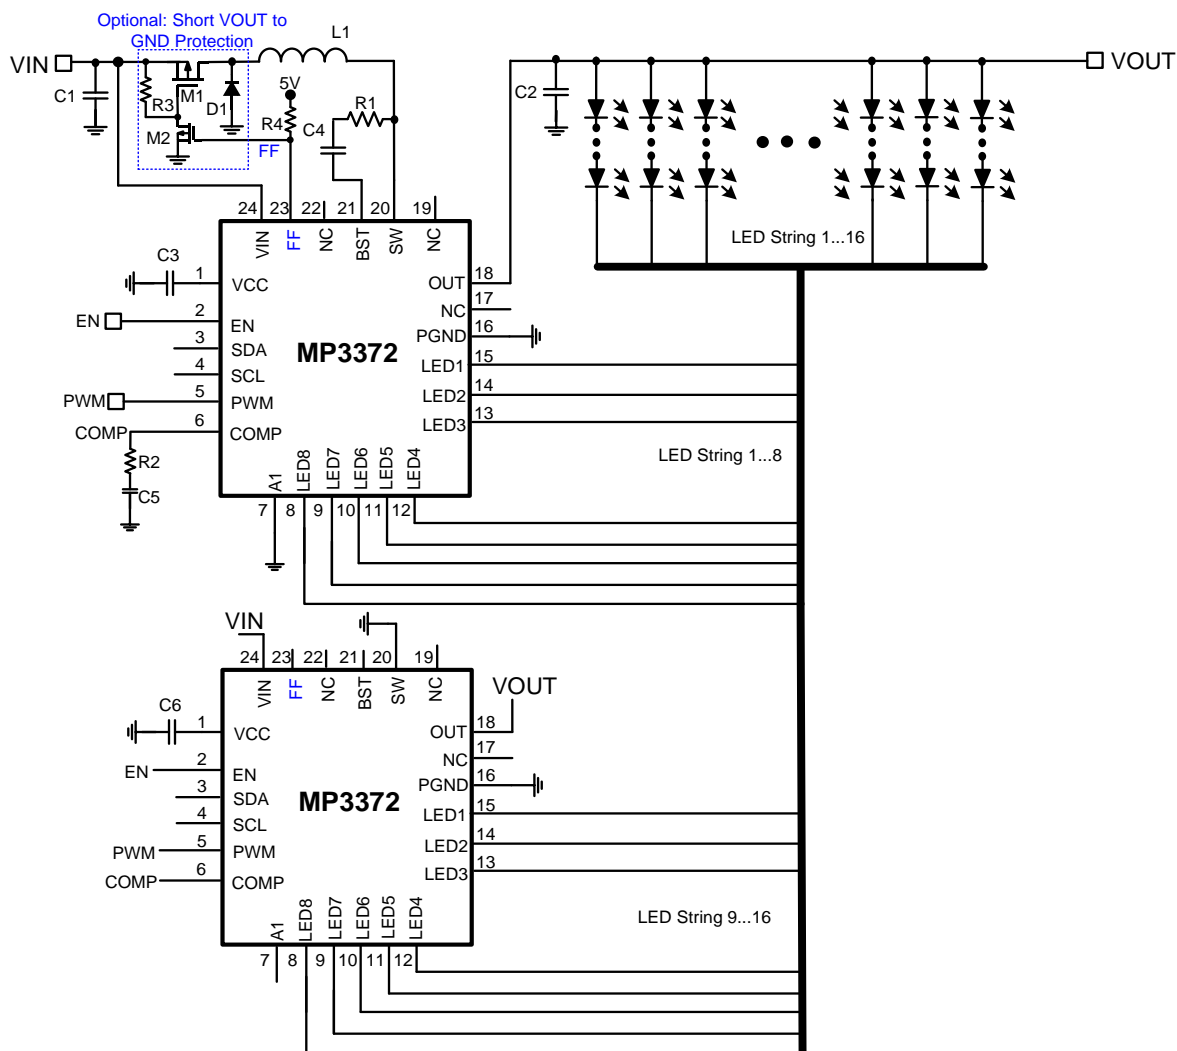 Optional: Short VOUT to
GND Protection
L1
VIN
VOUT
C1
R3
M1
D1
5V
R4
C4
R1
C2
M2
FF
24
23
22
21
20
19
VIN
FF
NC
BST
SW
NC
LED String 1...16
C3
1
VCC
OUT
18
NC
17
EN
2
EN
PGND
16
3
SDA
MP3372
LED1
15
4
SCL
PWM
5
PWM
LED2
14
COMP
6
COMP
LED3
13
R2
C5
A1
LED8
LED7
LED6
LED5
LED4
LED String 1...8
7
8
9
10
11
12
VIN
24
23
22
21
20
19
VIN
FF
NC
BST
SW
NC
VOUT
C6
1
VCC
OUT
18
NC
17
EN
2
EN
PGND
16
3
SDA
MP3372
LED1
15
4
SCL
PWM
5
PWM
LED2
14
COMP
6
COMP
LED3
13
A1
LED8
LED7
LED6
LED5
LED4
LED String 9...16
7
8
9
10
11
12